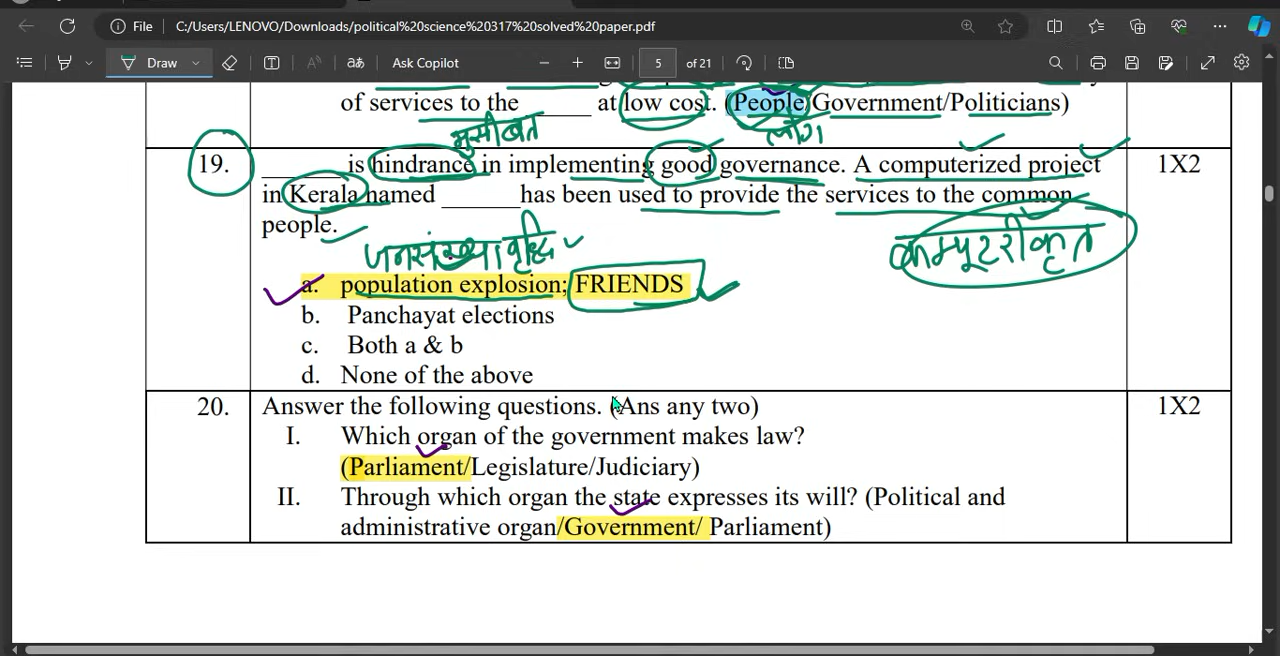 File C:/Users/LENOVO/Downloads/political%20science%20317%20solved%20paper.pdf
Draw Ask Copilot 5 of 21
of services to the ______ at low cost. (People/Government/Politicians)
मुसीबत लोग
19. ______ is hindrance in implementing good governance. A computerized project 1X2
in Kerala named ______ has been used to provide the services to the common
people.
जनसंख्या वृद्धि कम्प्यूटरीकृत
a. population explosion; FRIENDS
b. Panchayat elections
c. Both a & b
d. None of the above
20. Answer the following questions. (Ans any two) 1X2
I. Which organ of the government makes law?
(Parliament/Legislature/Judiciary)
II. Through which organ the state expresses its will? (Political and
administrative organ/Government/ Parliament)